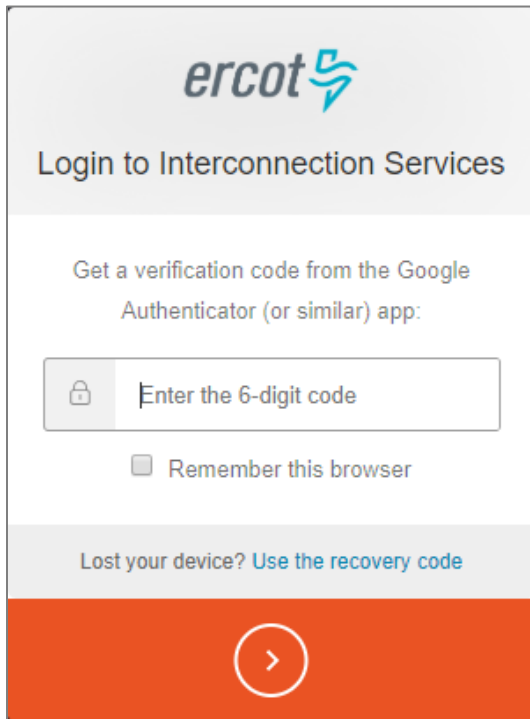 ercot
Login to Interconnection Services
Get a verification code from the Google
Authenticator (or similar) app:
Enter the 6-digit code
Remember this browser
Lost your device? Use the recovery code